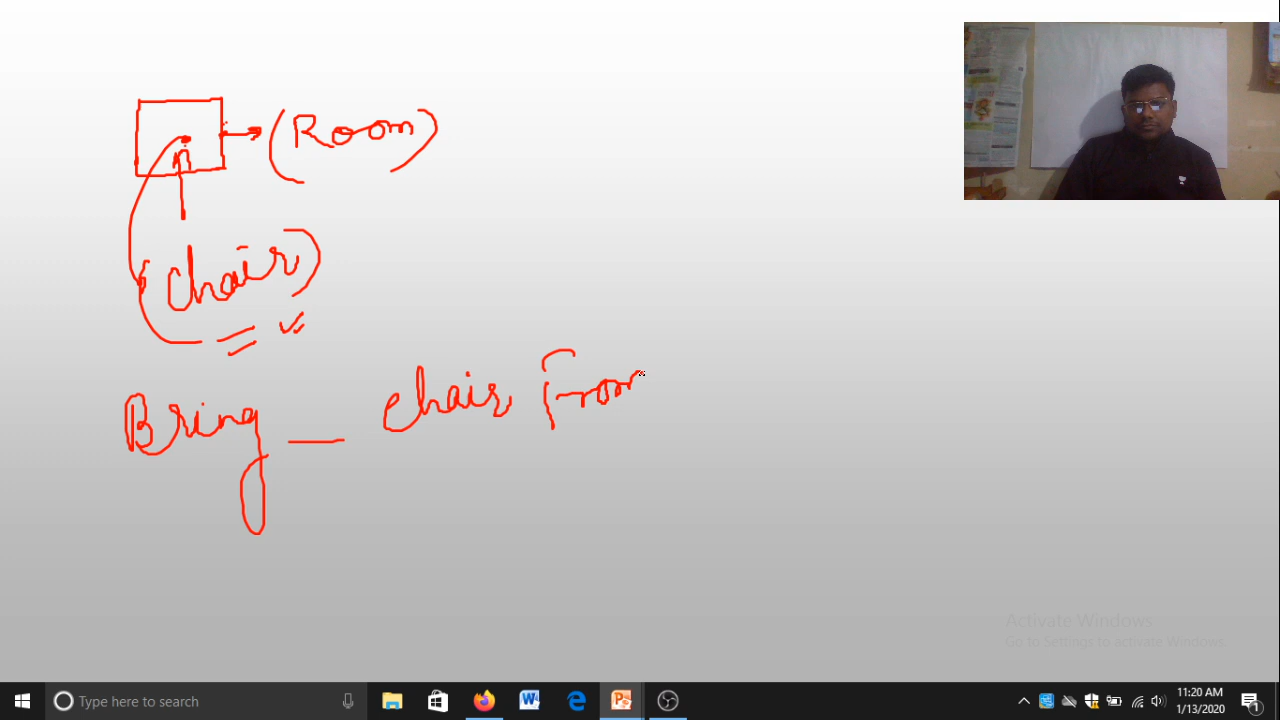 (Room)
(chair)
Bring __ chair From
Activate Windows
Go to Settings to activate Windows.
Type here to search
11:20 AM
1/13/2020